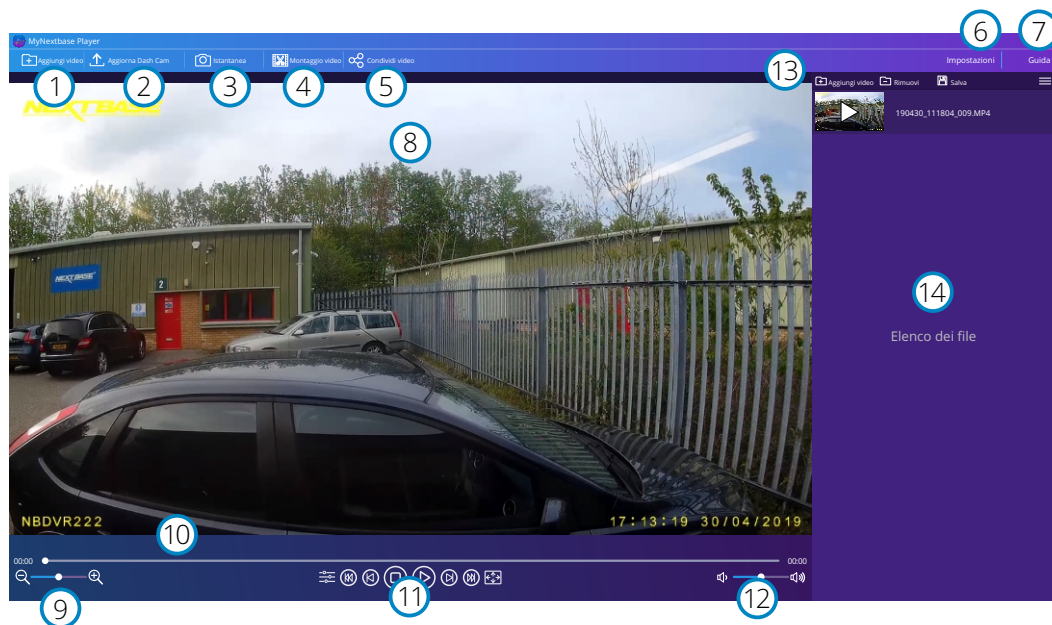 6
7
MyNextbase Player
Aggiungi video
Aggiorna Dash Cam
Istantanea
Montaggio video
Condividi video
Impostazioni
Guida
1
2
3
4
5
13
Aggiungi video
Rimuovi
Salva
NEXTBASE
190430_111804_009.MP4
8
NEXTBASE
2
14
Elenco dei file
NBDVR222
17:13:19 30/04/2019
10
00:00
00:00
9
11
12